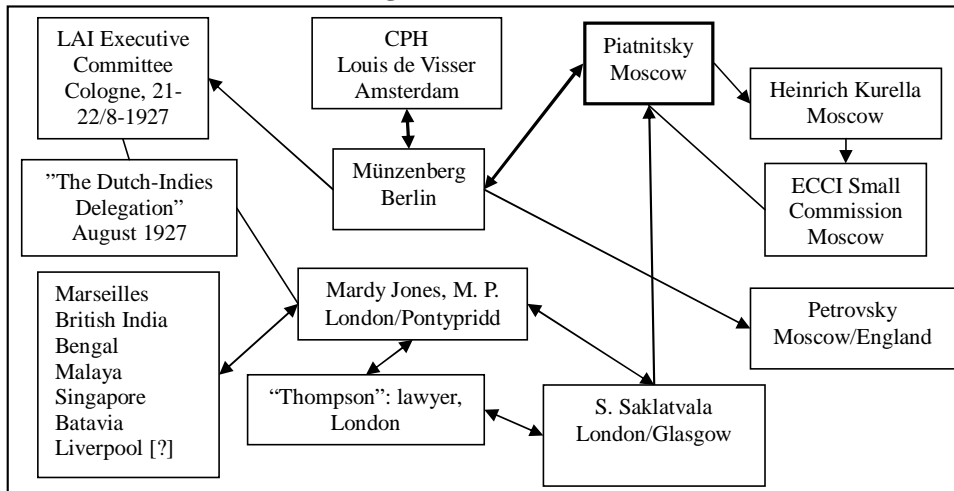 LAI Executive
Committee
Cologne, 21-
22/8-1927
CPH
Louis de Visser
Amsterdam
Piatnitsky
Moscow
Heinrich Kurella
Moscow
”The Dutch-Indies
Delegation”
August 1927
Münzenberg
Berlin
ECCI Small
Commission
Moscow
Marseilles
British India
Bengal
Malaya
Singapore
Batavia
Liverpool [?]
Mardy Jones, M. P.
London/Pontypridd
Petrovsky
Moscow/England
“Thompson”: lawyer,
London
S. Saklatvala
London/Glasgow